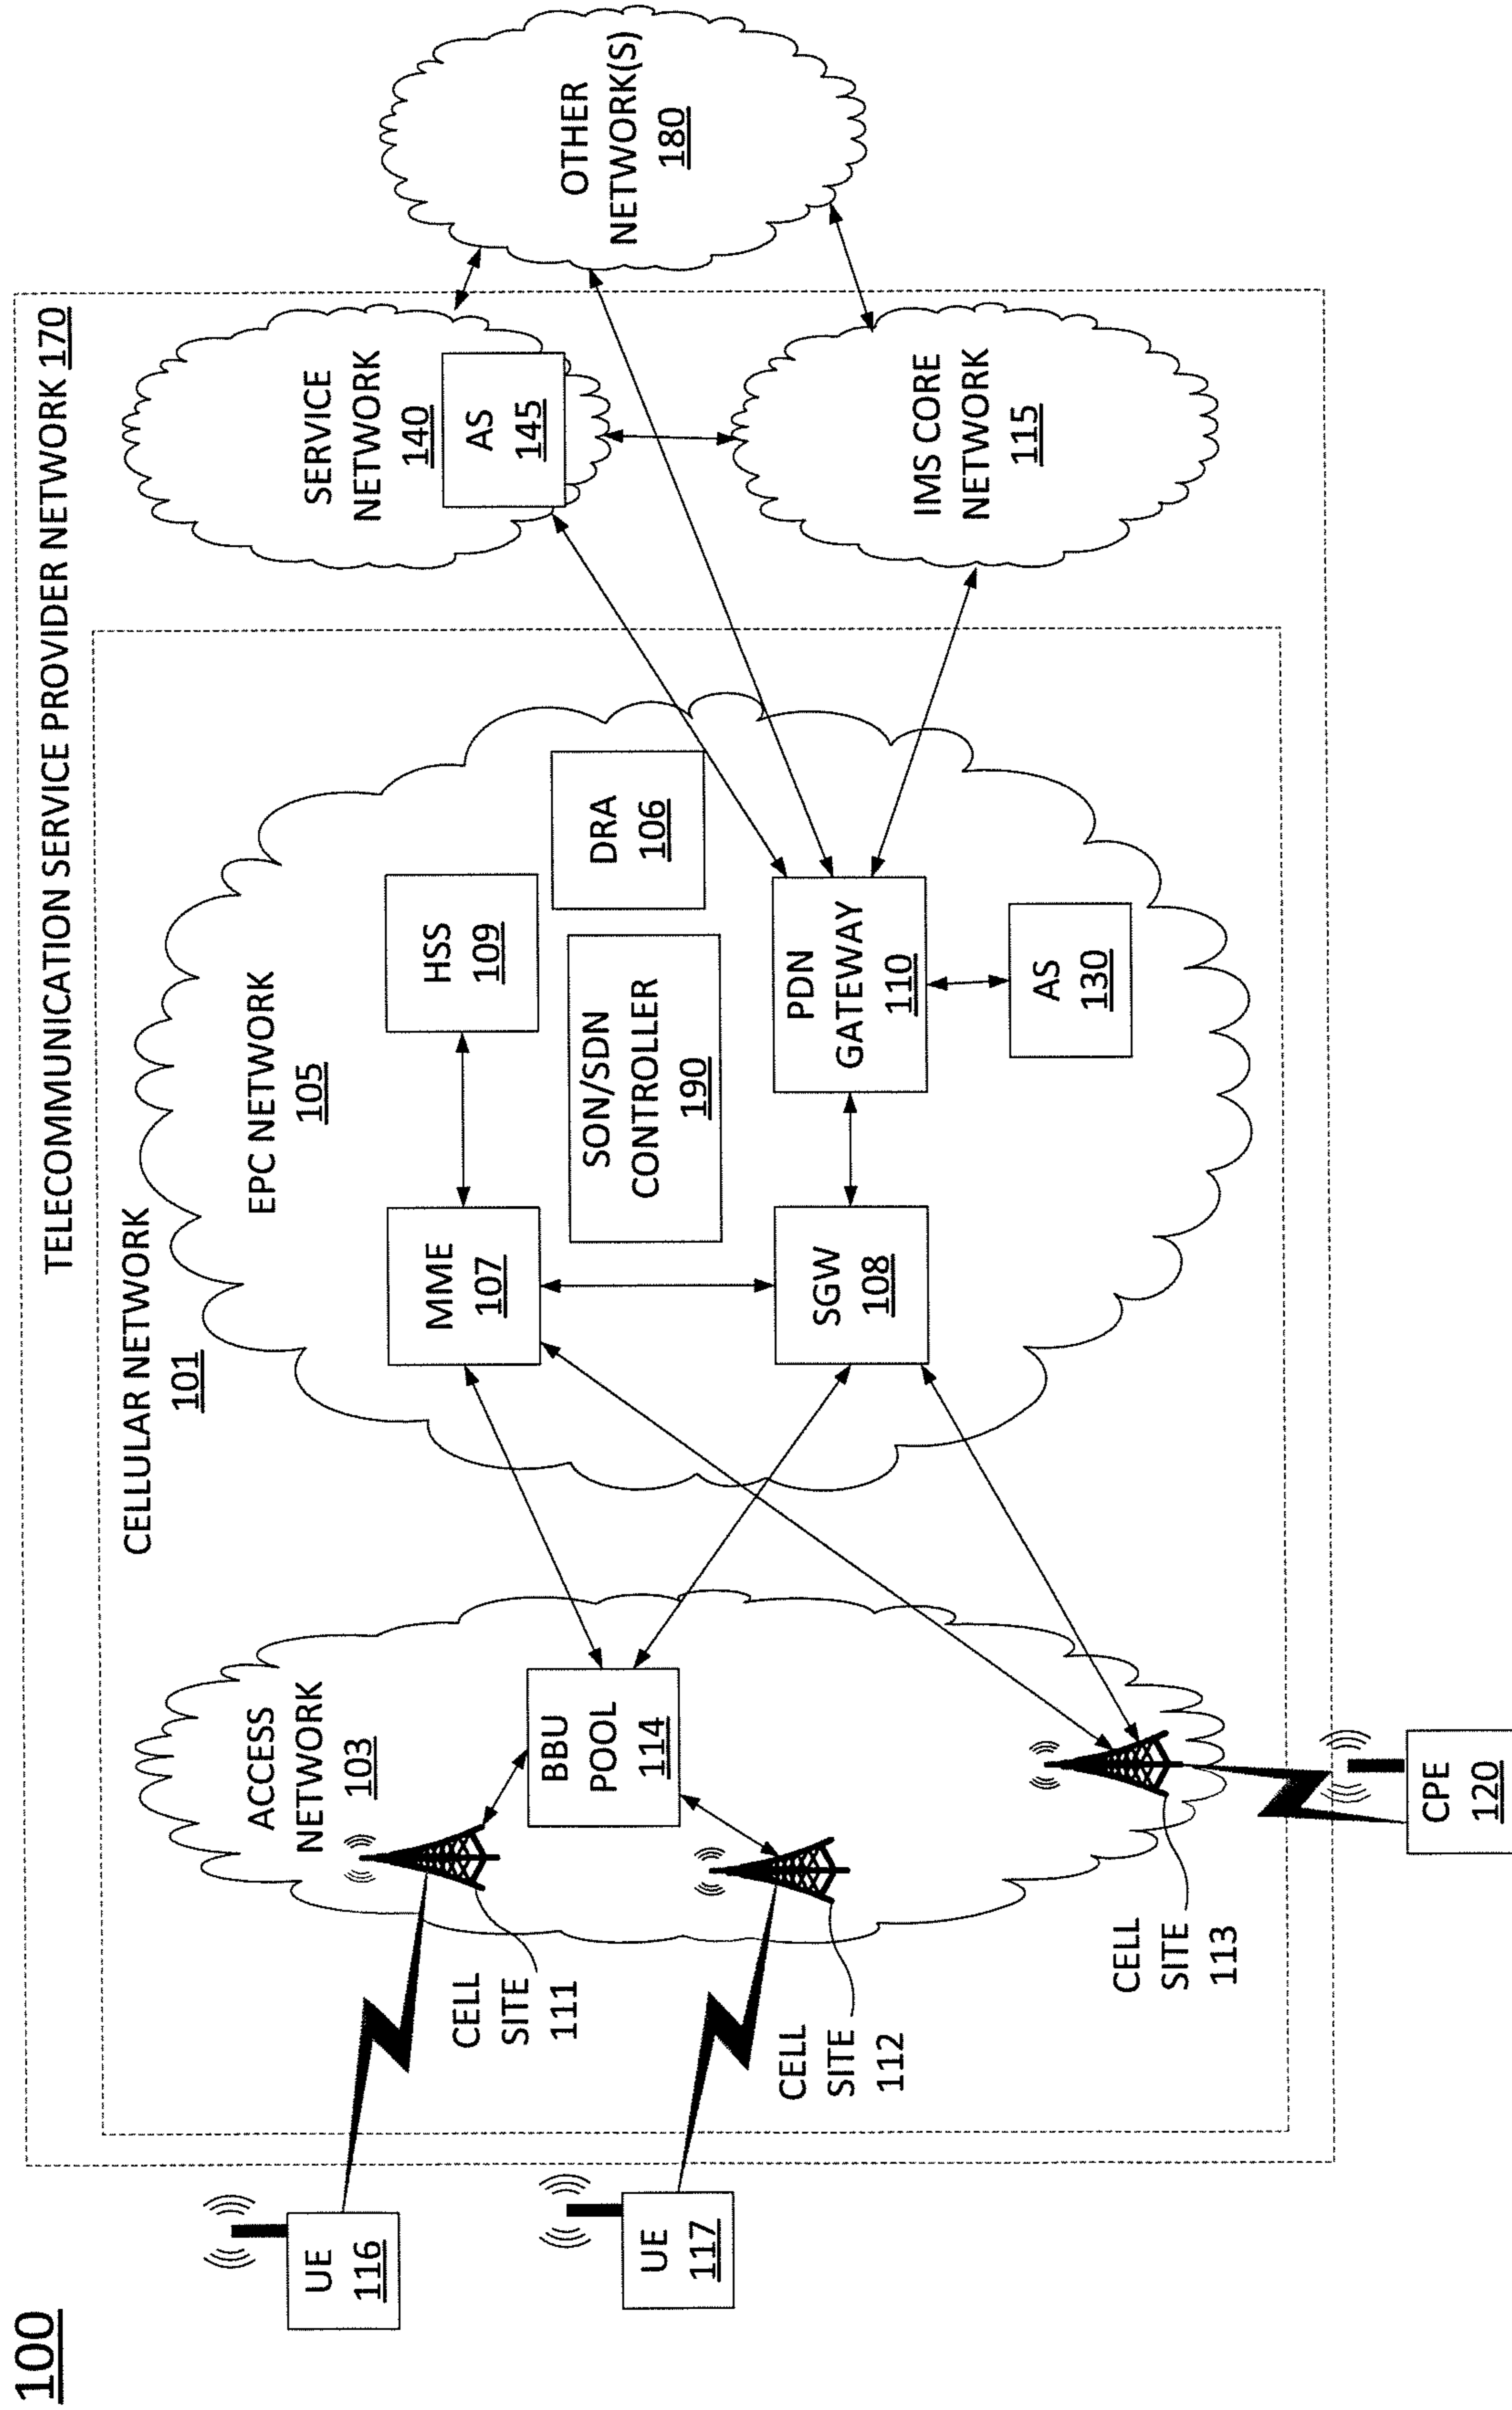 100
TELECOMMUNICATION SERVICE PROVIDER NETWORK 170
CELLULAR NETWORK
101
ACCESS
NETWORK
103
EPC NETWORK
105
SERVICE
NETWORK
140
AS
145
OTHER
NETWORK(S)
180
UE
116
CELL
SITE
111
BBU
POOL
114
MME
107
HSS
109
SON/SDN
CONTROLLER
190
DRA
106
UE
117
CELL
SITE
112
SGW
108
PDN
GATEWAY
110
AS
130
IMS CORE
NETWORK
115
CELL
SITE
113
CPE
120